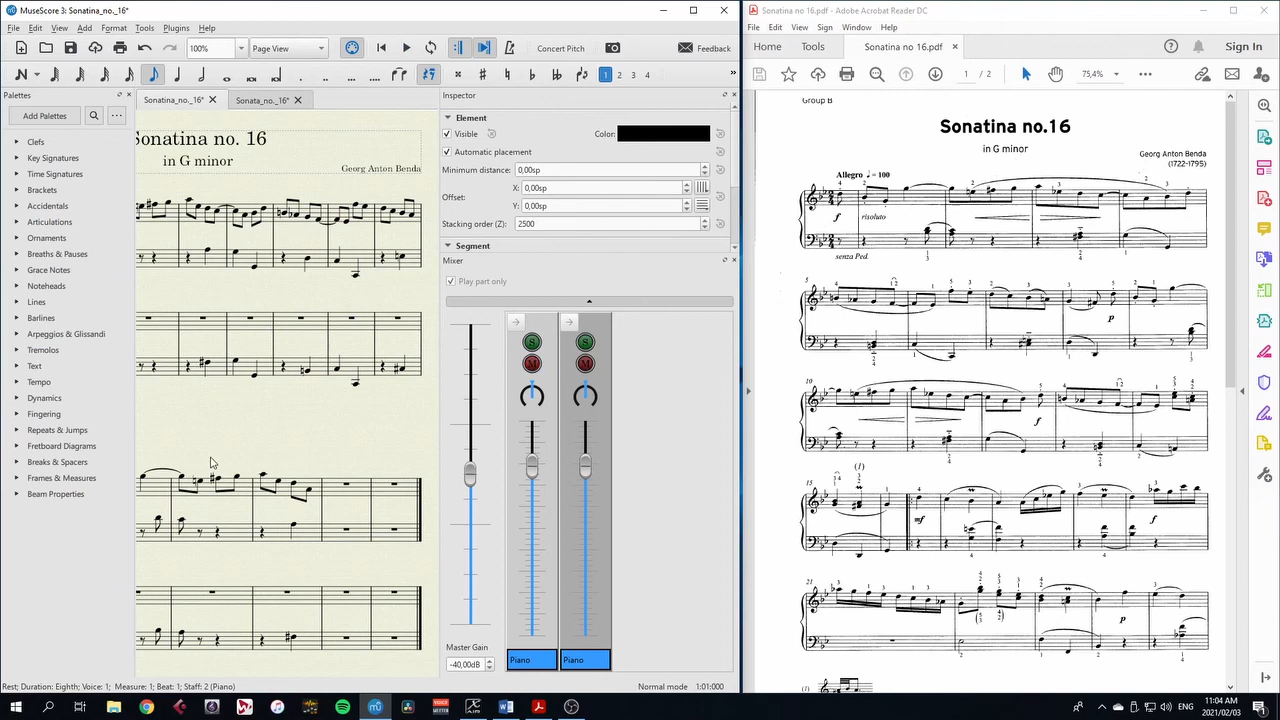 MuseScore 3: Sonatina_no._16*
File Edit View Add Format Tools Plugins Help
100% Page View Concert Pitch Feedback
1 2 3 4 »
Palettes
Add Palettes ...
Clefs
Key Signatures
Time Signatures
Brackets
Accidentals
Articulations
Ornaments
Breaths & Pauses
Grace Notes
Noteheads
Lines
Barlines
Arpeggios & Glissandi
Tremolos
Text
Tempo
Dynamics
Fingering
Repeats & Jumps
Fretboard Diagrams
Breaks & Spacers
Frames & Measures
Beam Properties
Sonatina_no._16* Sonata_no._16*
Sonatina no. 16
in G minor
Georg Anton Benda
Inspector
Element
Visible Color:
Automatic placement
Minimum distance: 0,00sp
Offset: X: 0,00sp
Y: 0,00sp
Stacking order (Z): 2500
Segment
Mixer
Play part only
S S
M M
Master Gain
-40,00dB
Piano Piano
Rest; Duration: Eighth; Voice: 1; Measure: 1; Beat: 1; Staff: 2 (Piano) Normal mode 1:01:000
Sonatina no 16.pdf - Adobe Acrobat Reader DC
File Edit View Sign Window Help
Home Tools Sonatina no 16.pdf Sign In
1 / 2 75,4%
Group B
Sonatina no.16
in G minor
Georg Anton Benda
(1722-1795)
Allegro ♩ = 100
f risoluto
senza Ped.
5
p
10
f
15
(1)
mf f
21
p
(1)
11:04 AM
2021/02/03